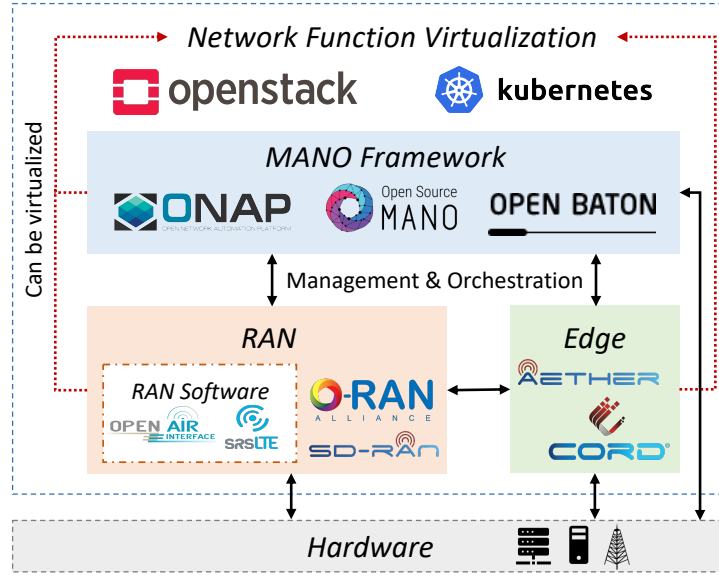 Network Function Virtualization
openstack
kubernetes
Can be virtualized
MANO Framework
ONAP
OPEN NETWORK AUTOMATION PLATFORM
Open Source
MANO
OPEN BATON
Management & Orchestration
RAN
Edge
RAN Software
OPEN AIR
INTERFACE
SRSLTE
O-RAN
ALLIANCE
SD-RAN
AETHER
CORD®
Hardware